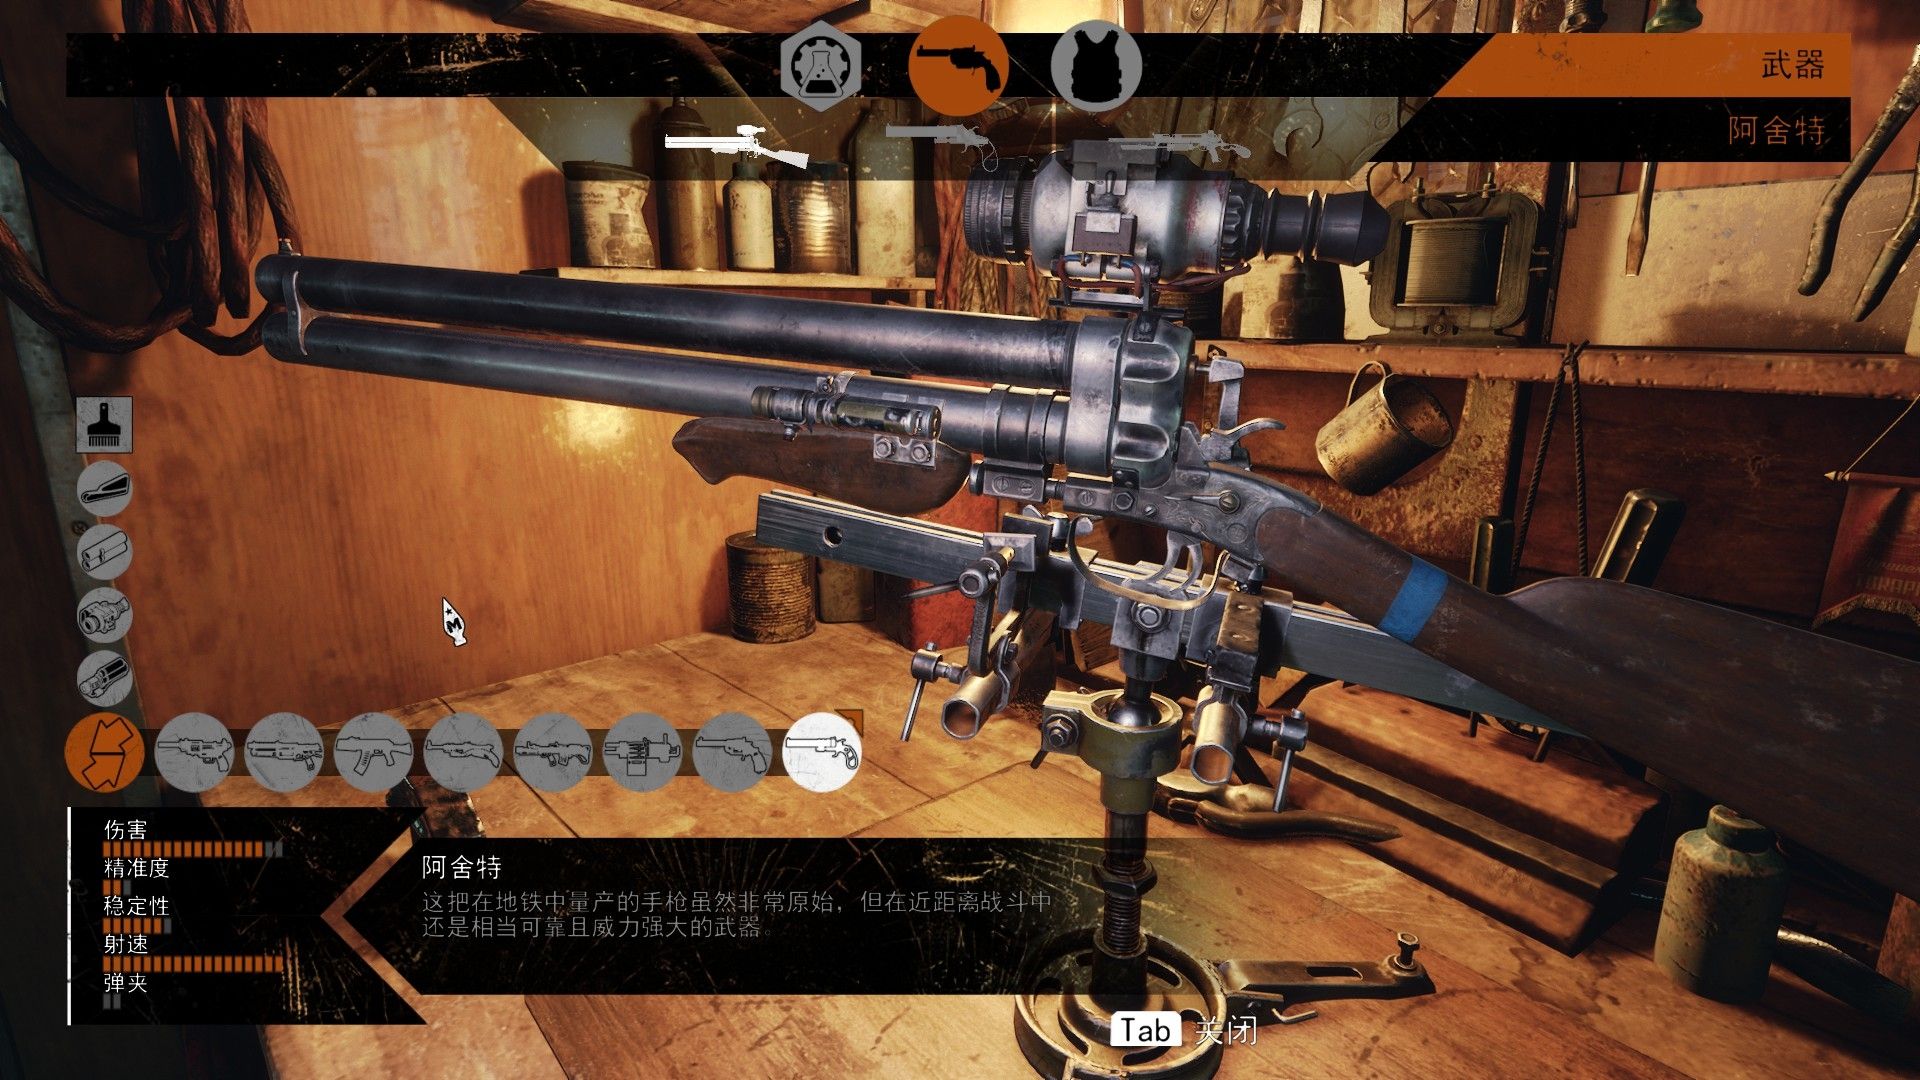 武器
阿舍特
伤害
精准度
稳定性
射速
弹夹
阿舍特
这把在地铁中量产的手枪虽然非常原始，但在近距离战斗中
还是相当可靠且威力强大的武器。
Tab 关闭